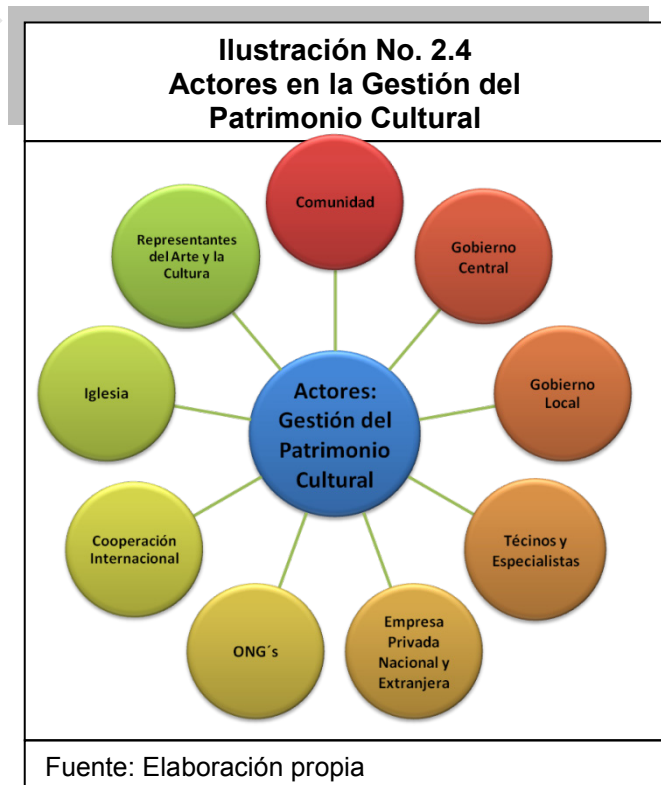 Ilustración No. 2.4
Actores en la Gestión del
Patrimonio Cultural
Comunidad
Gobierno
Central
Gobierno
Local
Técinos y
Especialistas
Empresa
Privada
Nacional y
Extranjera
ONG´s
Cooperación
Internacional
Iglesia
Representantes
del Arte y la
Cultura
Actores:
Gestión del
Patrimonio
Cultural
Fuente: Elaboración propia